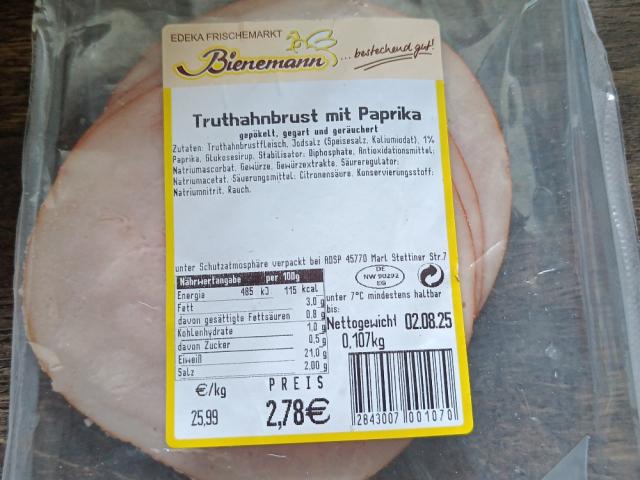 EDEKA FRISCHEMARKT
Bienemann ... bestechend gut!
Truthahnbrust mit Paprika
gepökelt, gegart und geräuchert
Zutaten: Truthahnbrustfleisch, Jodsalz (Speisesalz, Kaliumiodat), 1%
Paprika, Glukosesirup, Stabilisator: Diphosphate, Antioxidationsmittel:
Natriumascorbat, Gewürze, Gewürzextrakte, Säureregulator:
Natriumacetat, Säuerungsmittel: Citronensäure, Konservierungsstoff:
Natriumnitrit, Rauch.
unter Schutzatmosphäre verpackt bei RDSP 45770 Marl Stettiner Str.7
Nährwertangabe per 100g
Energie 485 kJ 115 kcal
Fett 3,0 g
davon gesättigte Fettsäuren 0,8 g
Kohlenhydrate 1,0 g
davon Zucker 0,5 g
Eiweiß 21,0 g
Salz 2,00 g
DE
NW 90292
EG
unter 7°C mindestens haltbar
bis:
02.08.25
Nettogewicht
0,107kg
€/kg PREIS
25,99 2,78€
2843007 001070